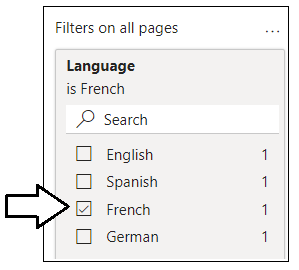 Filters on all pages ...
Language
is French
Search
English 1
Spanish 1
French 1
German 1